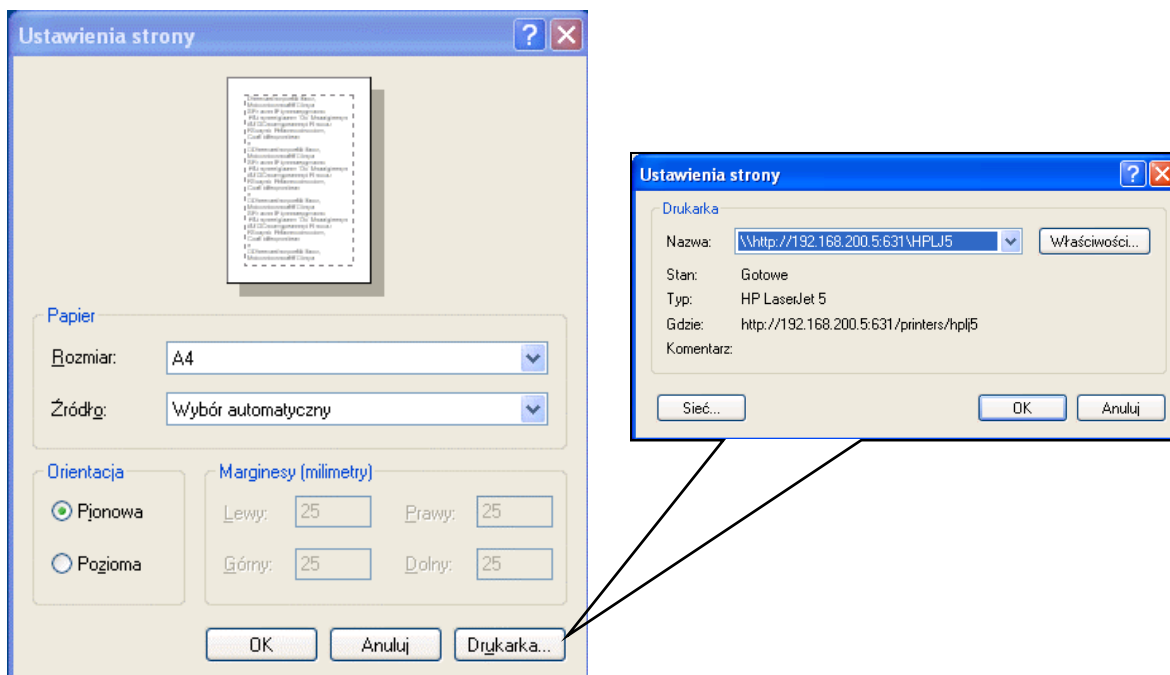 Ustawienia strony
Papier
Rozmiar: A4
Źródło: Wybór automatyczny
Orientacja
Pionowa
Pozioma
Marginesy (milimetry)
Lewy: 25 Prawy: 25
Górny: 25 Dolny: 25
OK Anuluj Drukarka...
Ustawienia strony
Drukarka
Nazwa: \\http://192.168.200.5:631\HPLJ5 Właściwości...
Stan: Gotowe
Typ: HP LaserJet 5
Gdzie: http://192.168.200.5:631/printers/hplj5
Komentarz:
Sieć... OK Anuluj